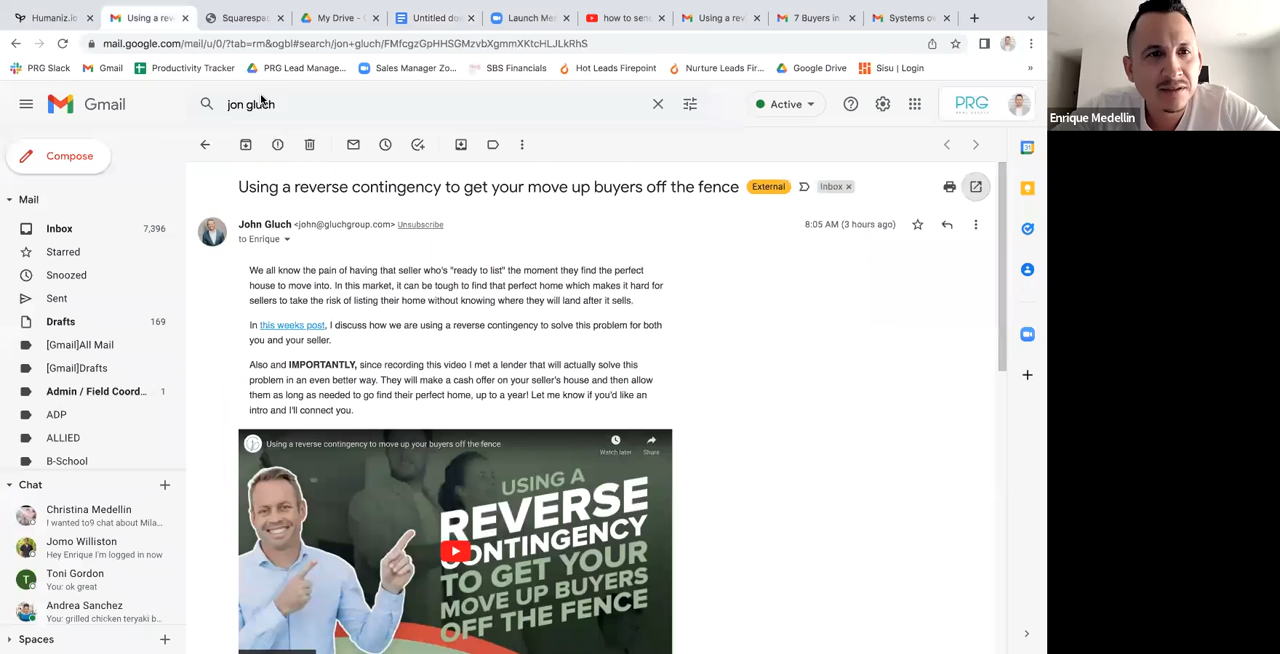 Humaniz.io
Using a rev
Squarespa
My Drive -
Untitled do
Launch Me
how to sen
Using a rev
7 Buyers in
Systems ov
mail.google.com/mail/u/0/?tab=rm&ogbl#search/jon+gluch/FMfcgzGpHHSGMzvbXgmmXKtcHLJLkRhS
PRG Slack
Gmail
Productivity Tracker
PRG Lead Manage...
Sales Manager Zo...
SBS Financials
Hot Leads Firepoint
Nurture Leads Fir...
Google Drive
Sisu | Login
»
Gmail
jon gluch
Active
PRG
Compose
Mail
Inbox 7,396
Starred
Snoozed
Sent
Drafts 169
[Gmail]All Mail
[Gmail]Drafts
Admin / Field Coord... 1
ADP
ALLIED
B-School
Chat
Christina Medellin
I wanted to9 chat about Mila...
Jomo Williston
Hey Enrique I'm logged in now
T
Toni Gordon
You: ok great
Andrea Sanchez
You: grilled chicken teryaki b...
Spaces
Using a reverse contingency to get your move up buyers off the fence
External
Inbox ×
John Gluch <john@gluchgroup.com> Unsubscribe
8:05 AM (3 hours ago)
to Enrique
We all know the pain of having that seller who's "ready to list" the moment they find the perfect
house to move into. In this market, it can be tough to find that perfect home which makes it hard for
sellers to take the risk of listing their home without knowing where they will land after it sells.
In this weeks post, I discuss how we are using a reverse contingency to solve this problem for both
you and your seller.
Also and IMPORTANTLY, since recording this video I met a lender that will actually solve this
problem in an even better way. They will make a cash offer on your seller's house and then allow
them as long as needed to go find their perfect home, up to a year! Let me know if you'd like an
intro and I'll connect you.
Using a reverse contingency to move up your buyers off the fence
Watch later
Share
USING A
REVERSE
CONTINGENCY
TO GET YOUR
MOVE UP BUYERS
OFF THE FENCE
31
Enrique Medellin